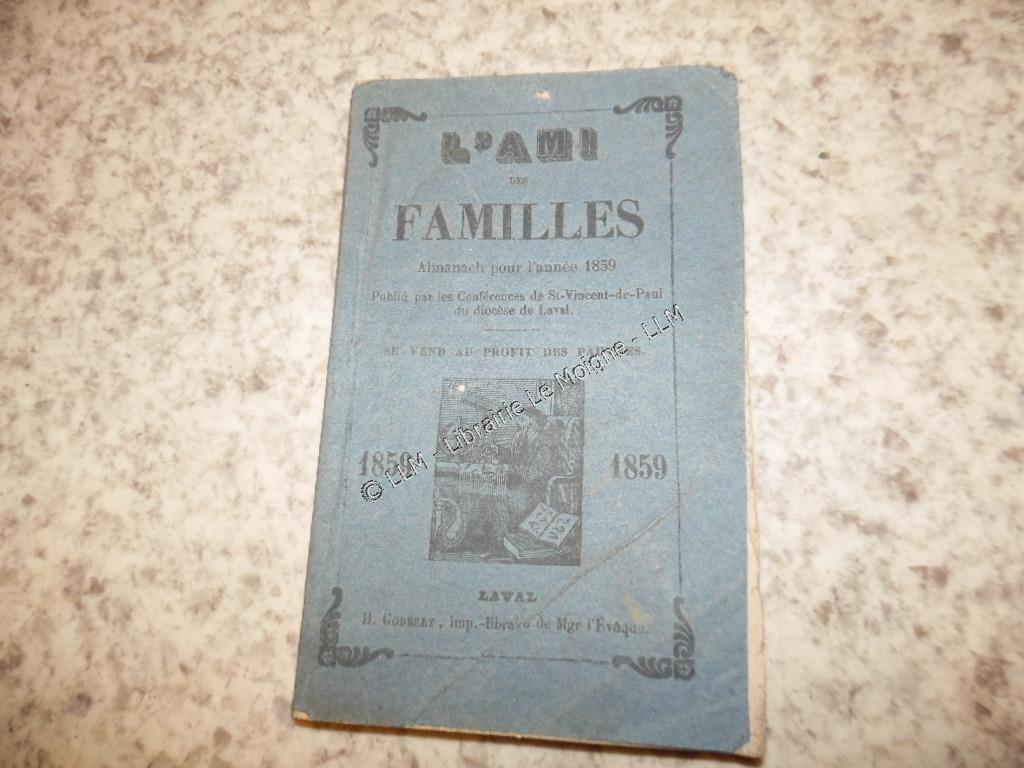 L'AMI
DES
FAMILLES
Almanach pour l'année 1859
Publié par les Conférences de St-Vincent-de-Paul
du diocèse de Laval.
SE VEND AU PROFIT DES PAUVRES.
1859 1859
LAVAL
H. GODBERT, imp.-libraire de Mgr l'Évêque.
© LLM - Librairie Le Moigne - LLM